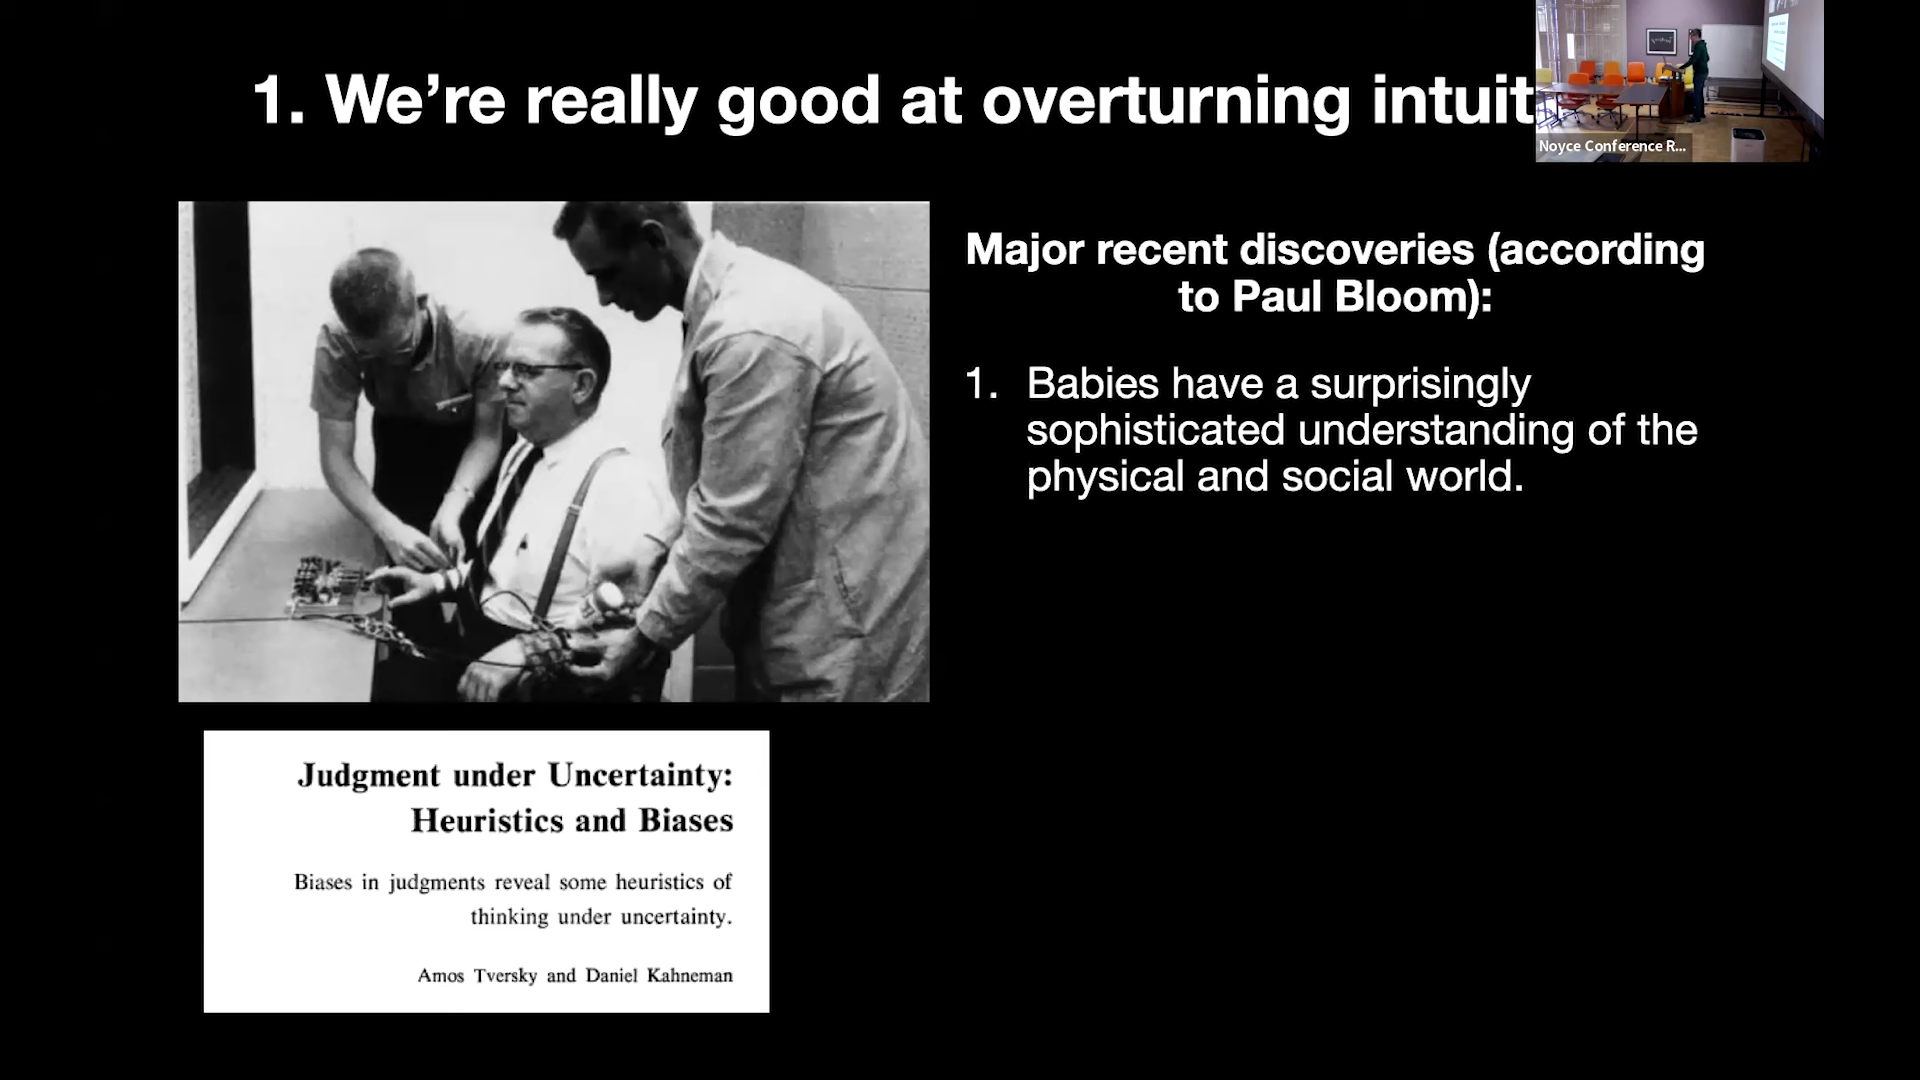 1. We're really good at overturning intuit
Noyce Conference R...
Major recent discoveries (according
to Paul Bloom):
1. Babies have a surprisingly
sophisticated understanding of the
physical and social world.
Judgment under Uncertainty:
Heuristics and Biases
Biases in judgments reveal some heuristics of
thinking under uncertainty.
Amos Tversky and Daniel Kahneman